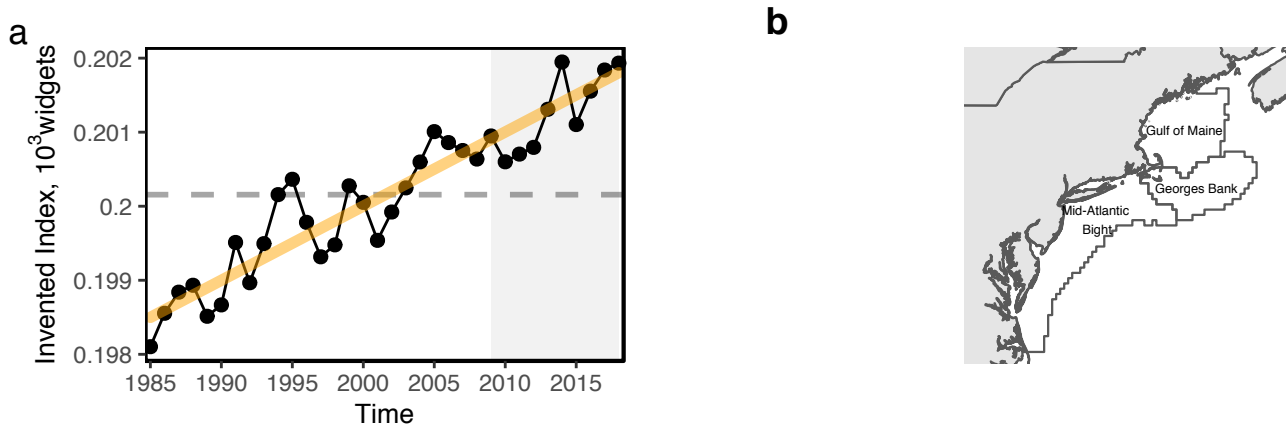 a
Invented Index, 10³widgets
0.202
0.201
0.2
0.199
0.198
1985 1990 1995 2000 2005 2010 2015
Time
b
Gulf of Maine
Georges Bank
Mid-Atlantic
Bight